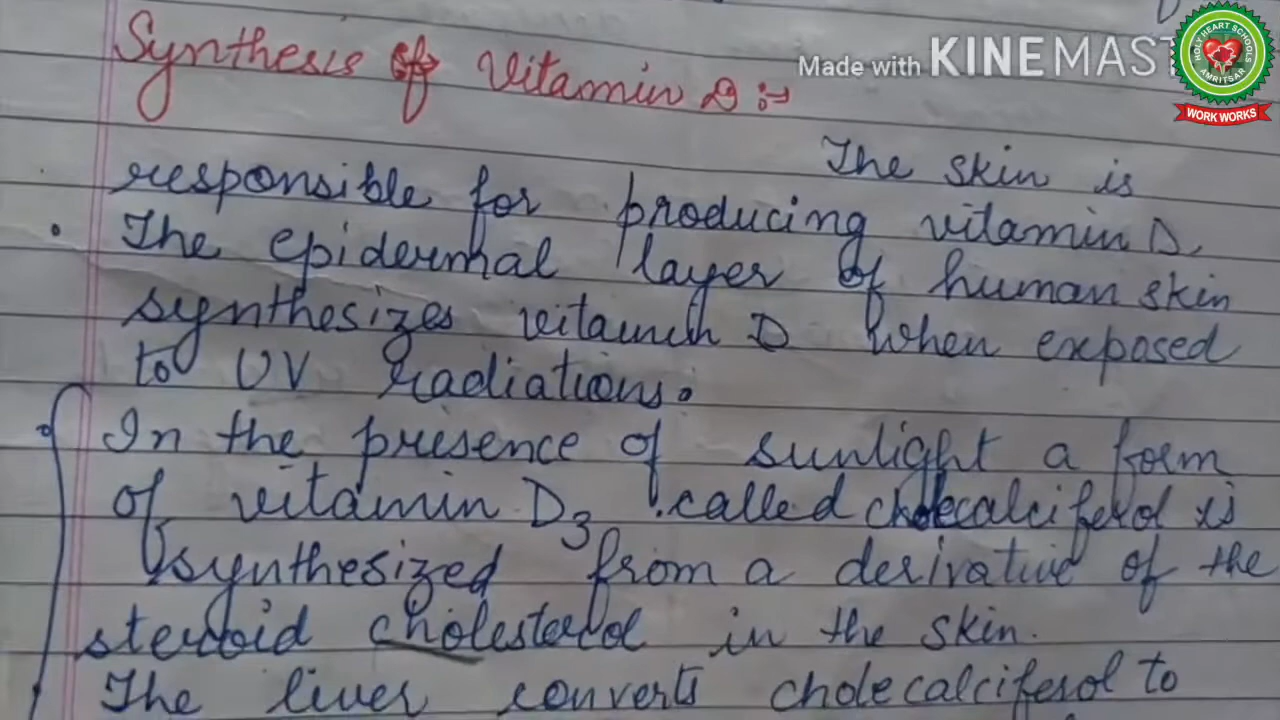 Synthesis of Vitamin D :-
Made with KINEMAST
HOLY HEART SCHOOLS
AMRITSAR
WORK WORKS
The skin is
responsible for producing vitamin D.
The epidermal layer of human skin
synthesizes vitamin D when exposed
to UV radiations.
In the presence of sunlight a form
of vitamin D3 called cholecalciferol is
synthesized from a derivative of the
steroid cholesterol in the skin.
The liver converts cholecalciferol to